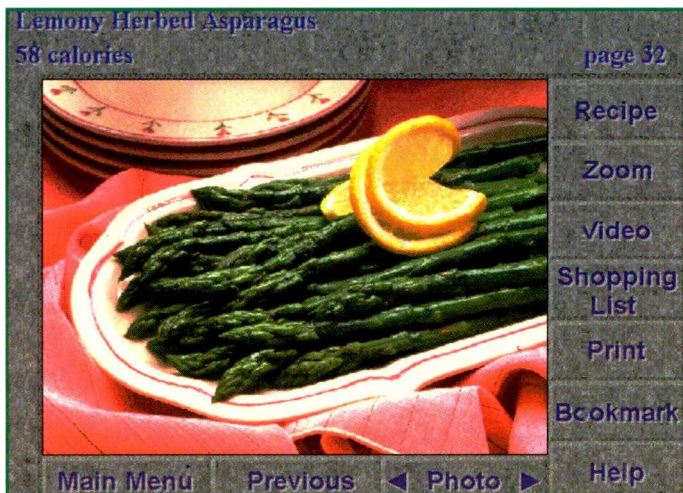 Lemony Herbed Asparagus
58 calories
page 32
Recipe
Zoom
Video
Shopping
List
Print
Bookmark
Help
Main Menu
Previous
◄ Photo ►